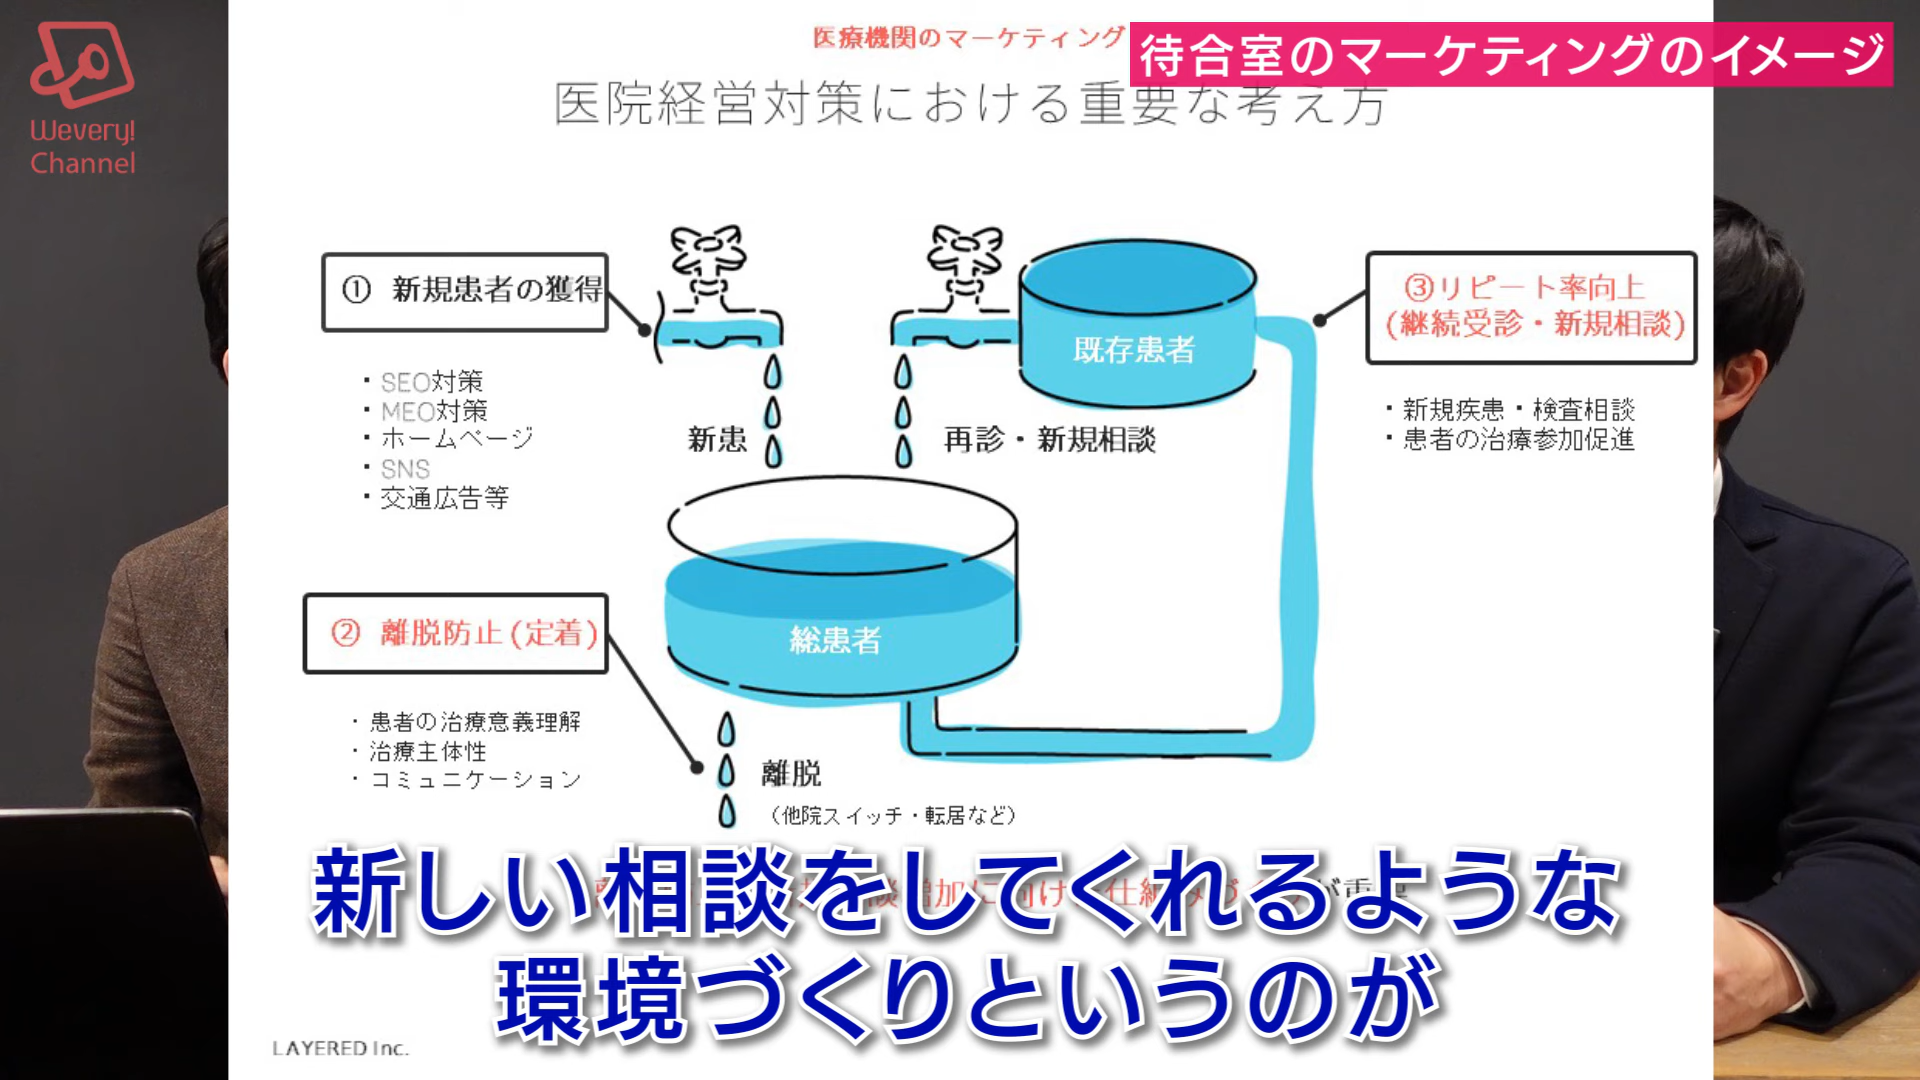 Wevery!
Channel
医療機関のマーケティング
待合室のマーケティングのイメージ
医院経営対策における重要な考え方
① 新規患者の獲得
・SEO対策
・MEO対策
・ホームページ
・SNS
・交通広告等
新患
既存患者
再診・新規相談
③リピート率向上
(継続受診・新規相談)
・新規疾患・検査相談
・患者の治療参加促進
総患者
② 離脱防止(定着)
・患者の治療意義理解
・治療主体性
・コミュニケーション
離脱
（他院スイッチ・転居など）
新しい相談をしてくれるような
環境づくりというのが
LAYERED Inc.